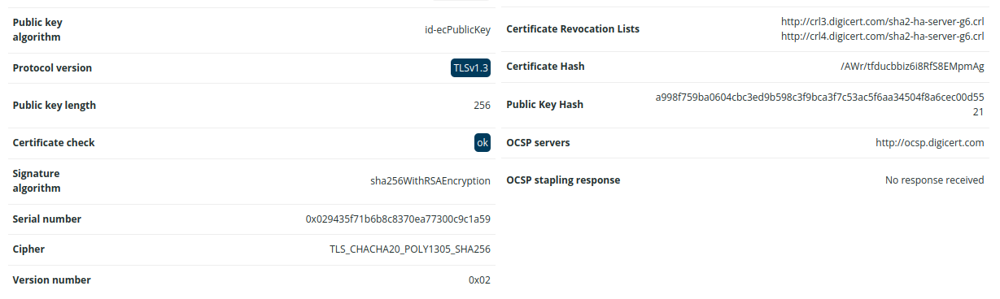 Public key
algorithm
id-ecPublicKey
Protocol version
TLSv1.3
Public key length
256
Certificate check
ok
Signature
algorithm
sha256WithRSAEncryption
Serial number
0x029435f71b6b8c8370ea77300c9c1a59
Cipher
TLS_CHACHA20_POLY1305_SHA256
Version number
0x02
Certificate Revocation Lists
http://crl3.digicert.com/sha2-ha-server-g6.crl
http://crl4.digicert.com/sha2-ha-server-g6.crl
Certificate Hash
/AWr/tfducbbiz6i8RfS8EMpmAg
Public Key Hash
a998f759ba0604cbc3ed9b598c3f9bca3f7c53ac5f6aa34504f8a6cec00d55
21
OCSP servers
http://ocsp.digicert.com
OCSP stapling response
No response received